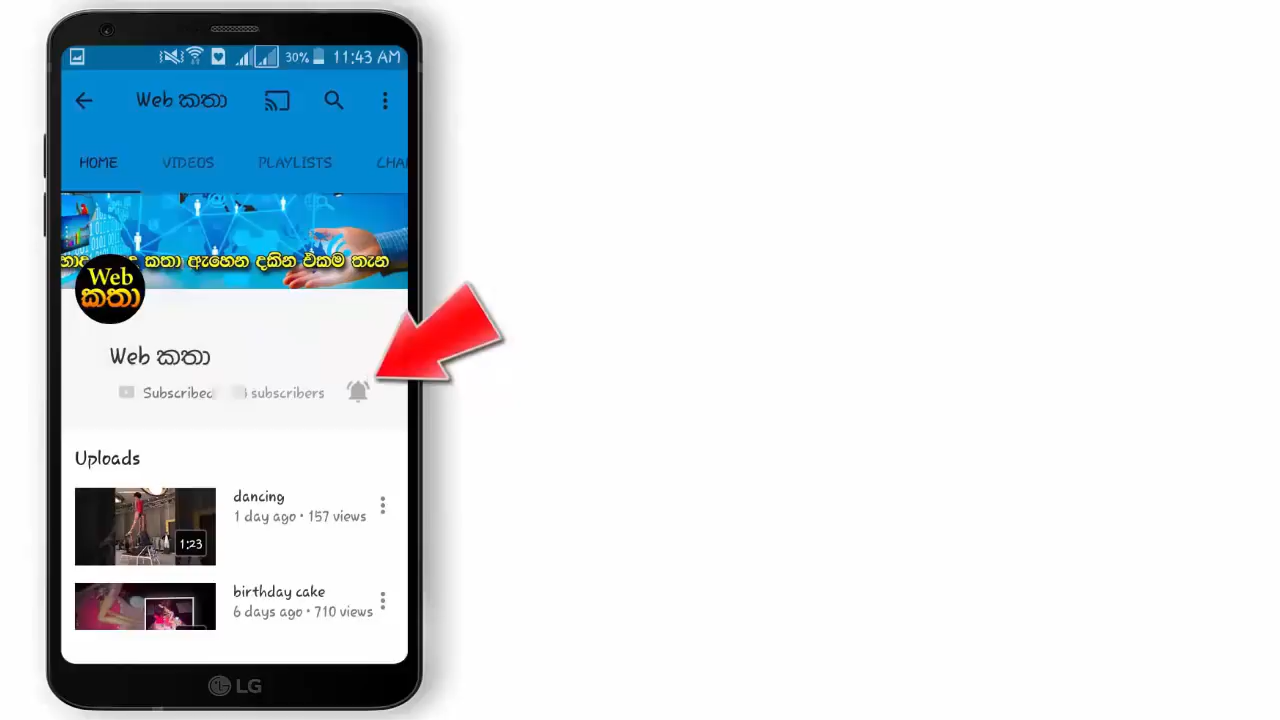 30% 11:43 AM
Web කතා
HOME VIDEOS PLAYLISTS CHA
කතා ඇහෙන දකින එකම තැන
Web
කතා
Web කතා
Subscribed subscribers
Uploads
dancing
1 day ago • 157 views
1:23
birthday cake
6 days ago • 710 views
LG